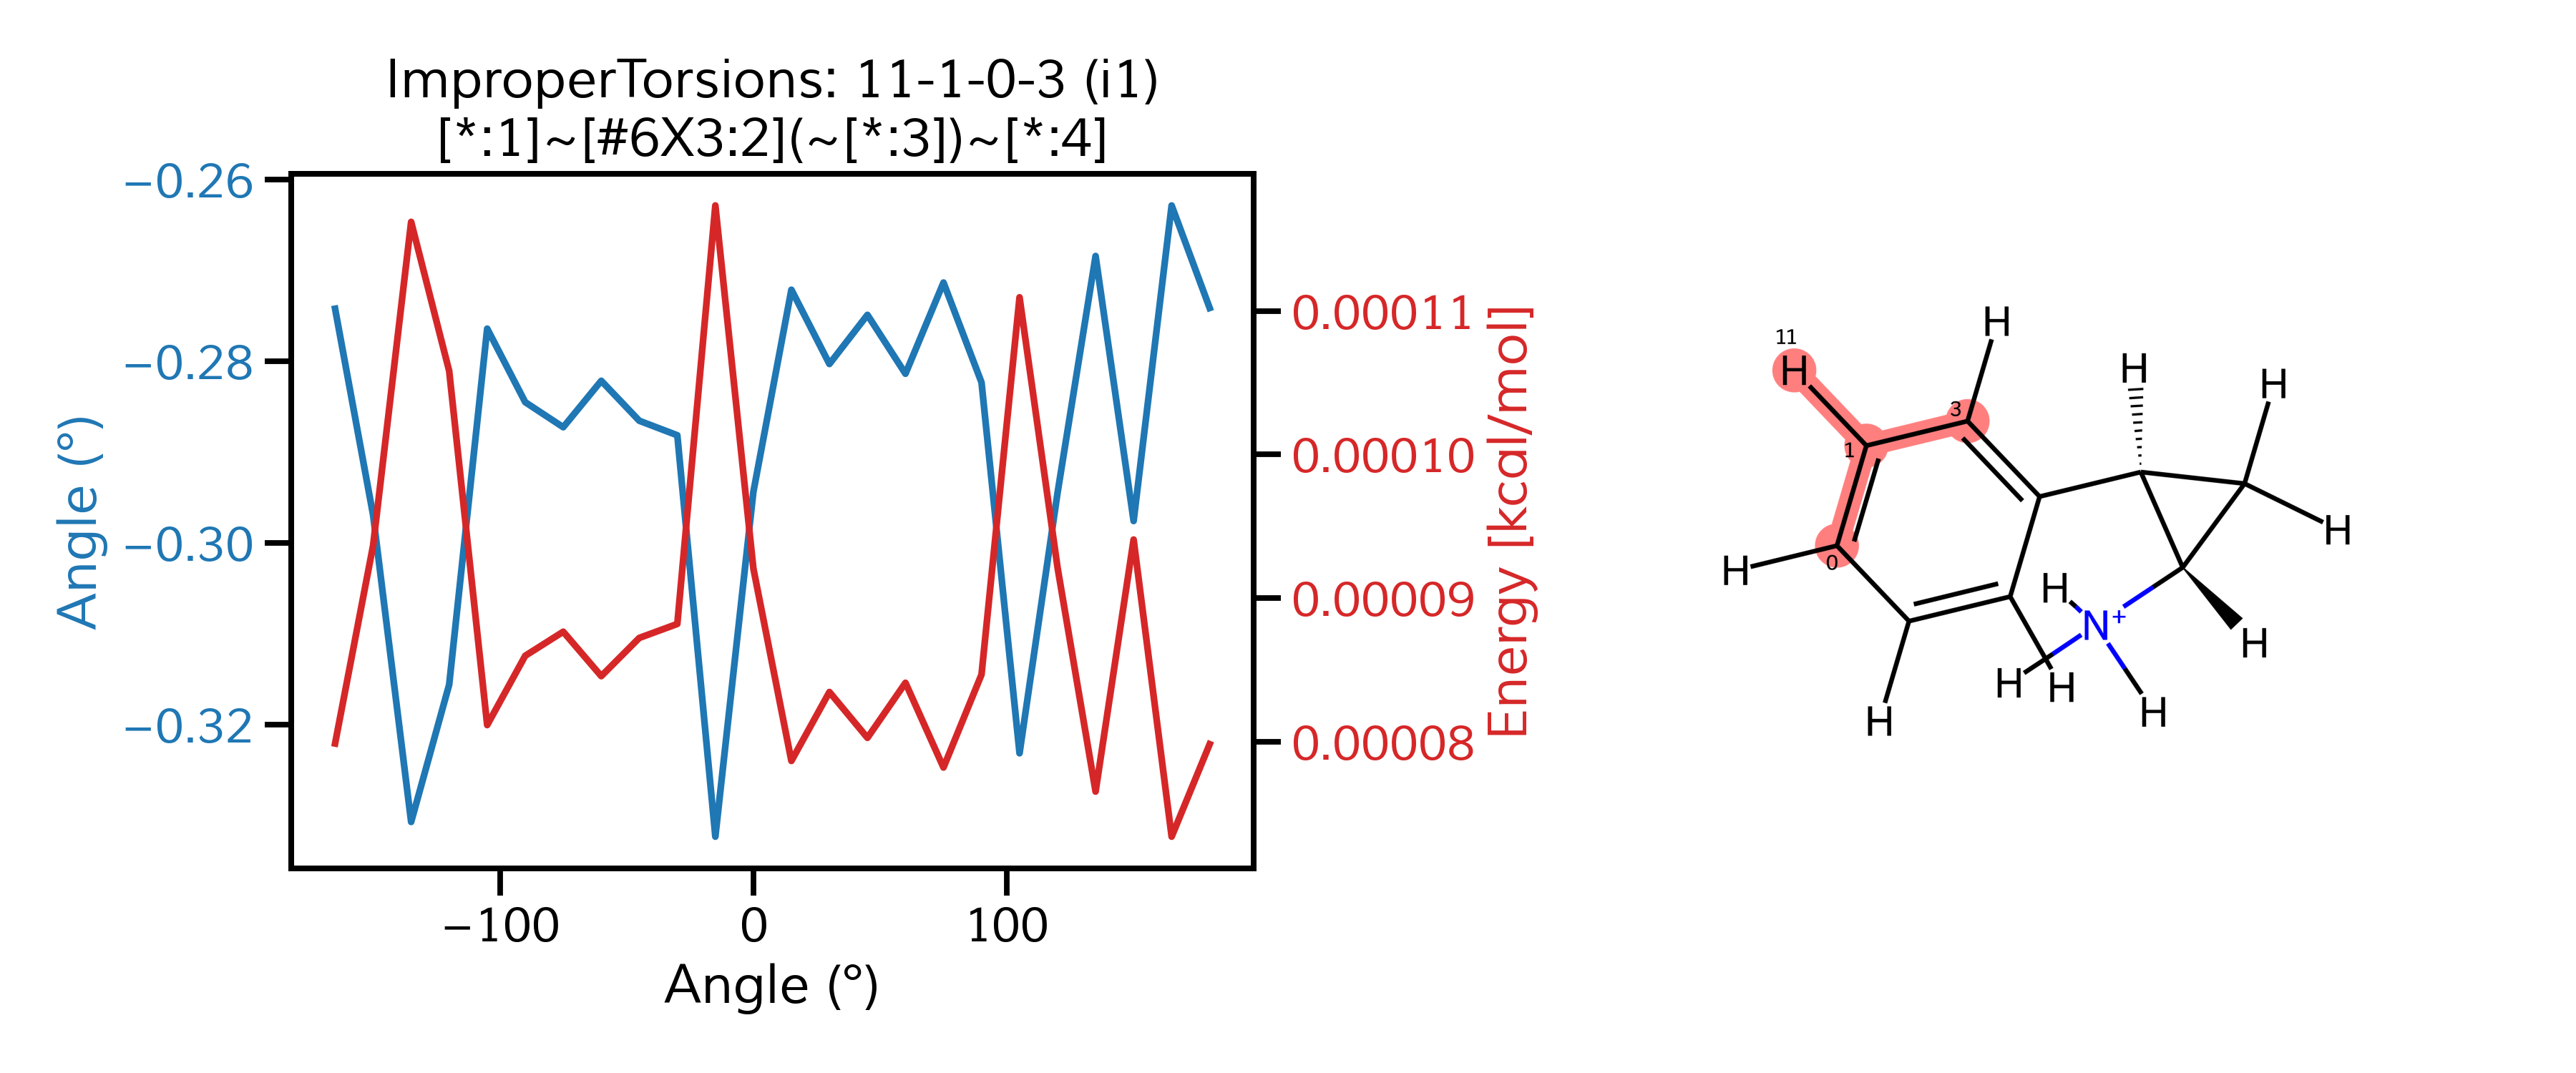 ImproperTorsions: 11-1-0-3 (i1)
[*:1]~[#6X3:2](~[*:3])~[*:4]
−0.26
−0.28
−0.30
−0.32
Angle (°)
0.00011
0.00010
0.00009
0.00008
Energy [kcal/mol]
−100 0 100
Angle (°)
H
11
H
H
H
3
1
H
H
0
H
N+
H
H
H
H
H